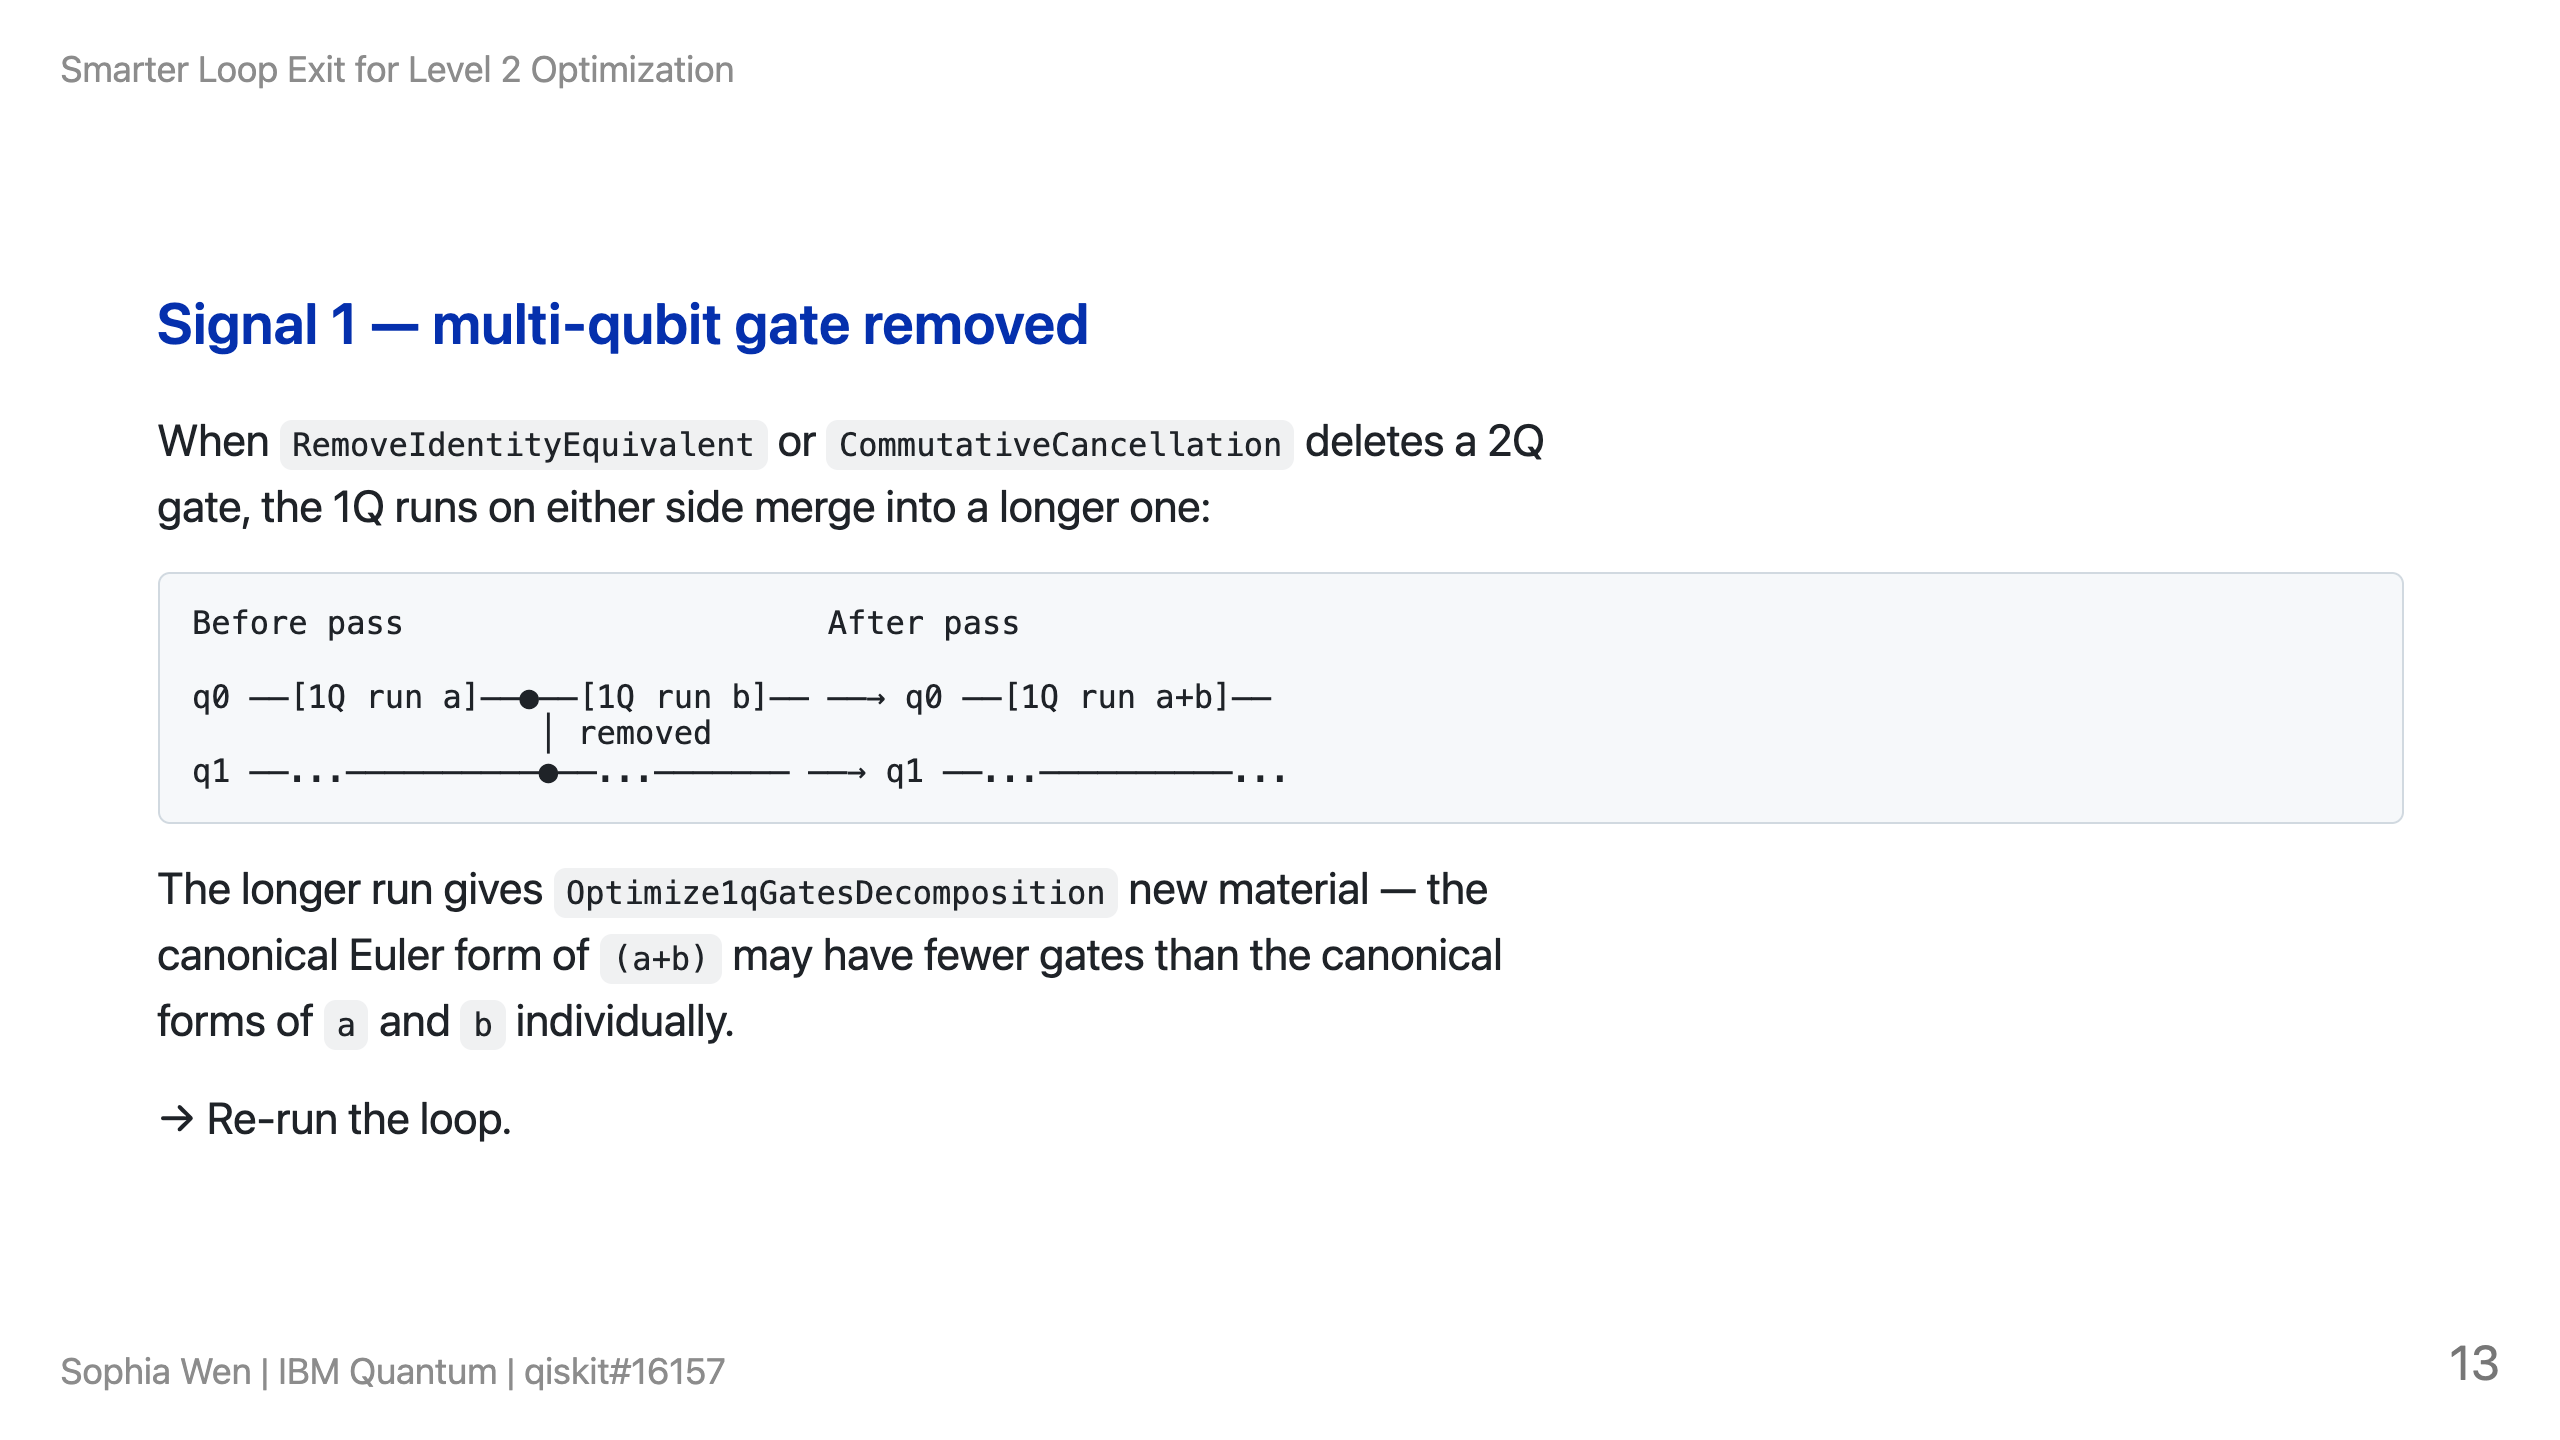 Smarter Loop Exit for Level 2 Optimization
Signal 1 — multi-qubit gate removed
When RemoveIdentityEquivalent or CommutativeCancellation deletes a 2Q
gate, the 1Q runs on either side merge into a longer one:
Before pass                      After pass
q0 ——[1Q run a]——●——[1Q run b]—— ——→ q0 ——[1Q run a+b]——
│ removed
q1 ——...——————————●——...——————— ——→ q1 ——...——————————...
The longer run gives Optimize1qGatesDecomposition new material — the
canonical Euler form of (a+b) may have fewer gates than the canonical
forms of a and b individually.
→ Re-run the loop.
Sophia Wen | IBM Quantum | qiskit#16157
13